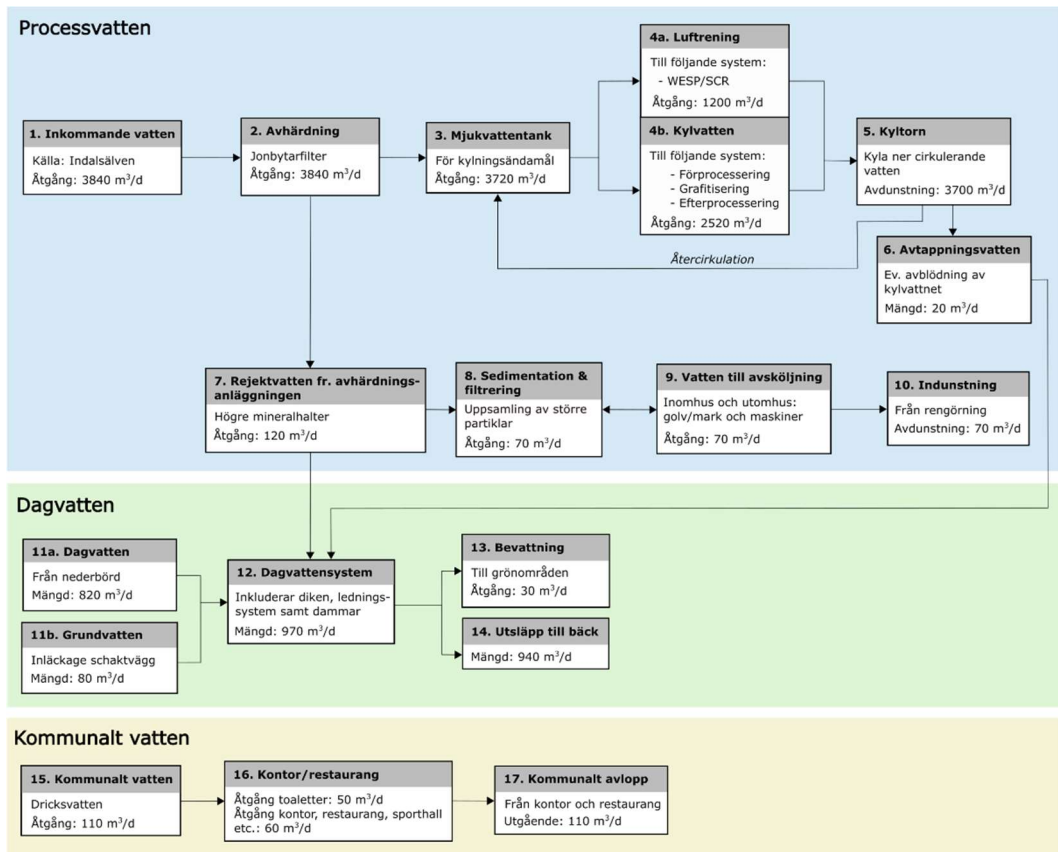 Processvatten
1. Inkommande vatten
Källa: Indalsälven
Åtgång: 3840 m³/d
2. Avhärdning
Jonbytarfilter
Åtgång: 3840 m³/d
3. Mjukvattentank
För kylningsändamål
Åtgång: 3720 m³/d
4a. Luftrening
Till följande system:
- WESP/SCR
Åtgång: 1200 m³/d
4b. Kylvatten
Till följande system:
- Förprocessering
- Grafitisering
- Efterprocessering
Åtgång: 2520 m³/d
5. Kyltorn
Kyla ner cirkulerande
vatten
Avdunstning: 3700 m³/d
Återcirkulation
6. Avtappningsvatten
Ev. avblödning av
kylvattnet
Mängd: 20 m³/d
7. Rejektvatten fr. avhärdnings-
anläggningen
Högre mineralhalter
Åtgång: 120 m³/d
8. Sedimentation &
filtrering
Uppsamling av större
partiklar
Åtgång: 70 m³/d
9. Vatten till avsköljning
Inomhus och utomhus:
golv/mark och maskiner
Åtgång: 70 m³/d
10. Indunstning
Från rengörning
Avdunstning: 70 m³/d
Dagvatten
11a. Dagvatten
Från nederbörd
Mängd: 820 m³/d
11b. Grundvatten
Inläckage schaktvägg
Mängd: 80 m³/d
12. Dagvattensystem
Inkluderar diken, lednings-
system samt dammar
Mängd: 970 m³/d
13. Bevattning
Till grönområden
Åtgång: 30 m³/d
14. Utsläpp till bäck
Mängd: 940 m³/d
Kommunalt vatten
15. Kommunalt vatten
Dricksvatten
Åtgång: 110 m³/d
16. Kontor/restaurang
Åtgång toaletter: 50 m³/d
Åtgång kontor, restaurang, sporthall
etc.: 60 m³/d
17. Kommunalt avlopp
Från kontor och restaurang
Utgående: 110 m³/d